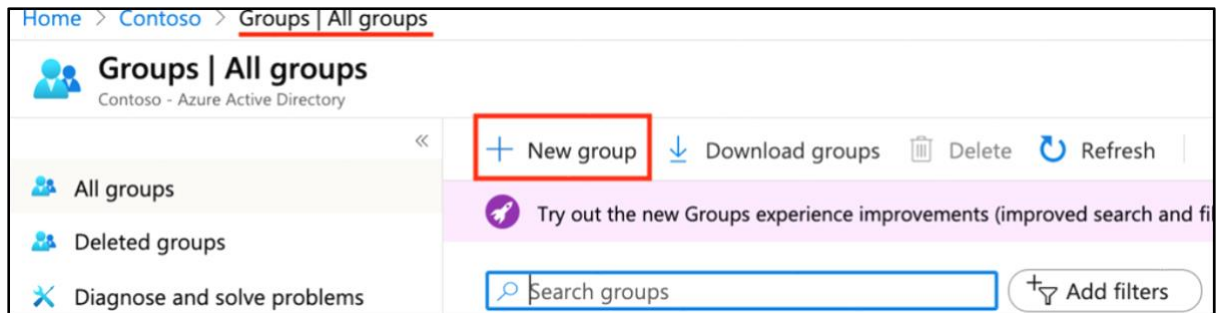 Home > Contoso > Groups | All groups
Groups | All groups
Contoso - Azure Active Directory
«
+ New group Download groups Delete Refresh
All groups
Deleted groups
Diagnose and solve problems
Try out the new Groups experience improvements (improved search and fil
Search groups Add filters